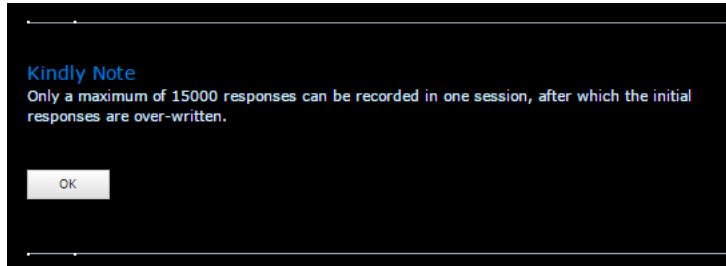 Kindly Note
Only a maximum of 15000 responses can be recorded in one session, after which the initial
responses are over-written.
OK